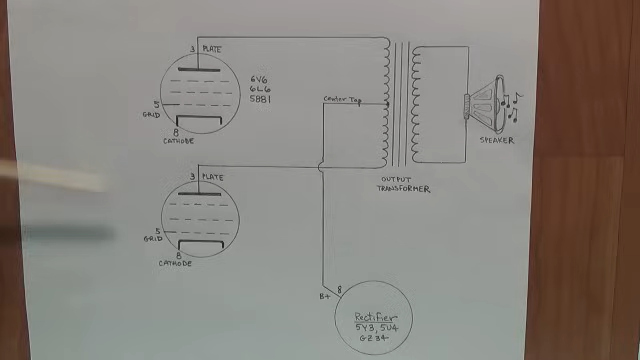 3 PLATE
6V6
6L6
5881
5
GRID
8
CATHODE
Center Tap
SPEAKER
3 PLATE
OUTPUT
TRANSFORMER
5
GRID
8
CATHODE
8
B+
Rectifier
5Y3, 5U4
GZ34